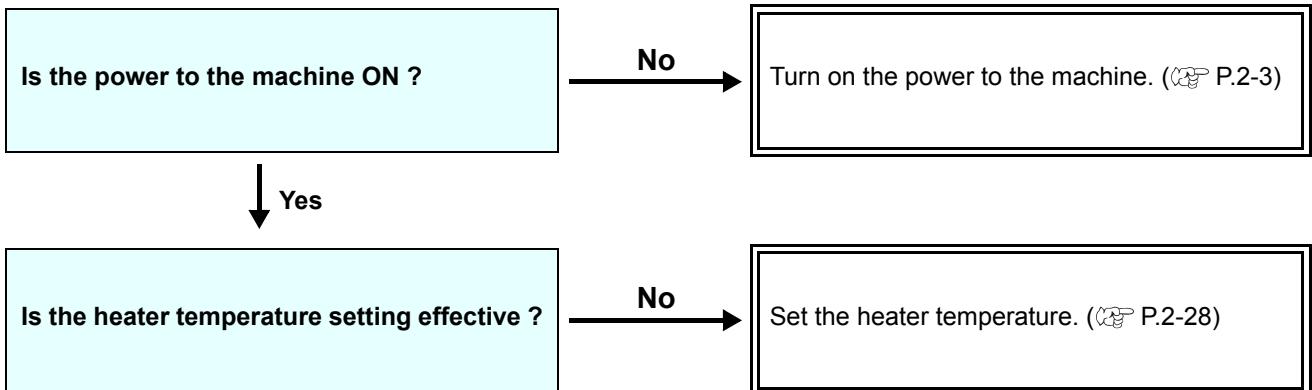 Is the power to the machine ON ?
No
Turn on the power to the machine. (☞ P.2-3)
Yes
Is the heater temperature setting effective ?
No
Set the heater temperature. (☞ P.2-28)